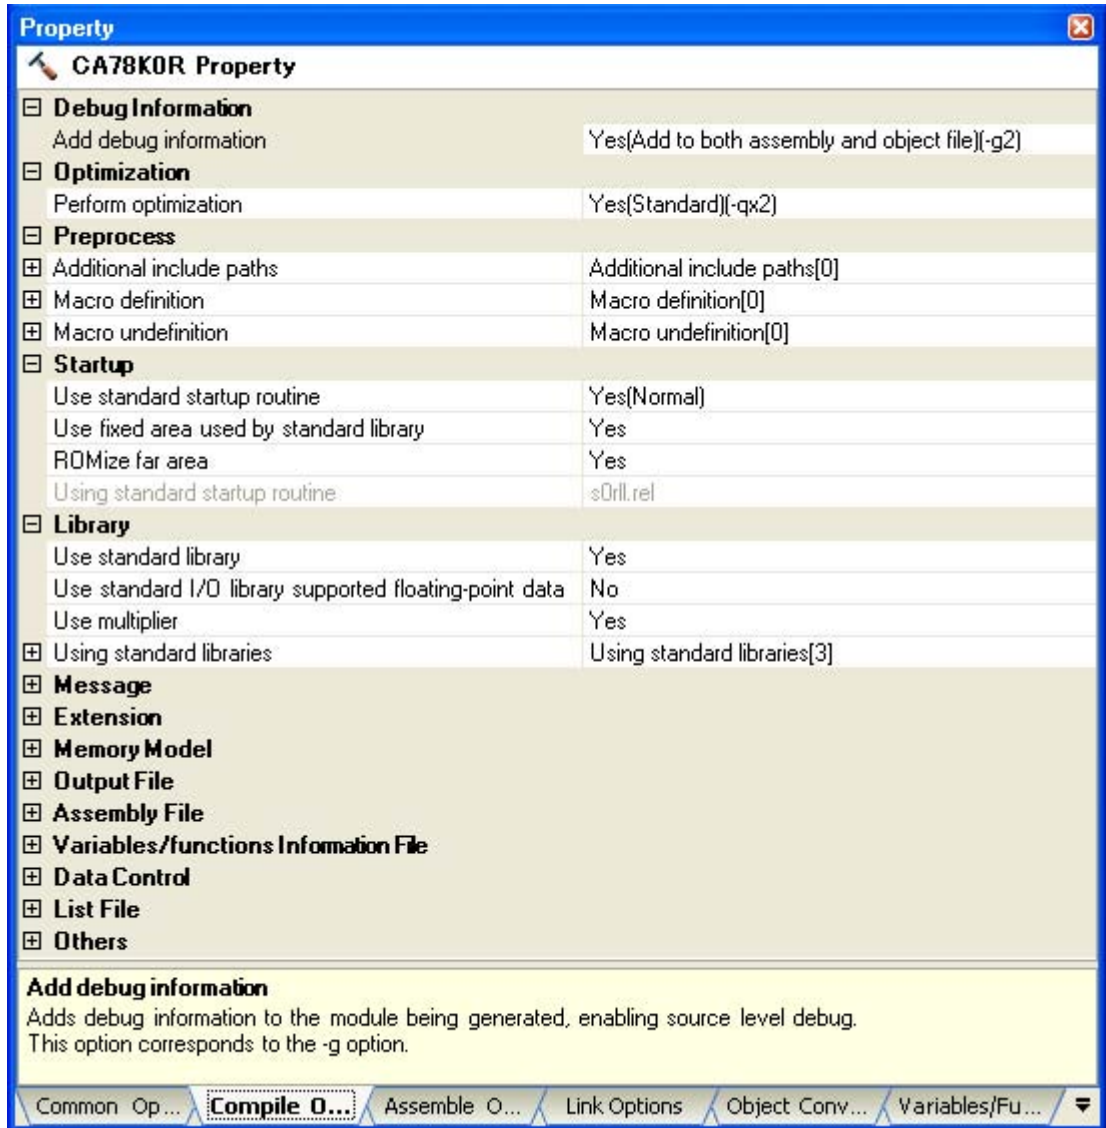 Property
CA78K0R Property
Debug Information
Add debug information Yes(Add to both assembly and object file)(-g2)
Optimization
Perform optimization Yes(Standard)(-qx2)
Preprocess
Additional include paths Additional include paths[0]
Macro definition Macro definition[0]
Macro undefinition Macro undefinition[0]
Startup
Use standard startup routine Yes(Normal)
Use fixed area used by standard library Yes
ROMize far area Yes
Using standard startup routine s0rll.rel
Library
Use standard library Yes
Use standard I/O library supported floating-point data No
Use multiplier Yes
Using standard libraries Using standard libraries[3]
Message
Extension
Memory Model
Output File
Assembly File
Variables/functions Information File
Data Control
List File
Others
Add debug information
Adds debug information to the module being generated, enabling source level debug.
This option corresponds to the -g option.
Common Op... Compile O... Assemble O... Link Options Object Conv... Variables/Fu...